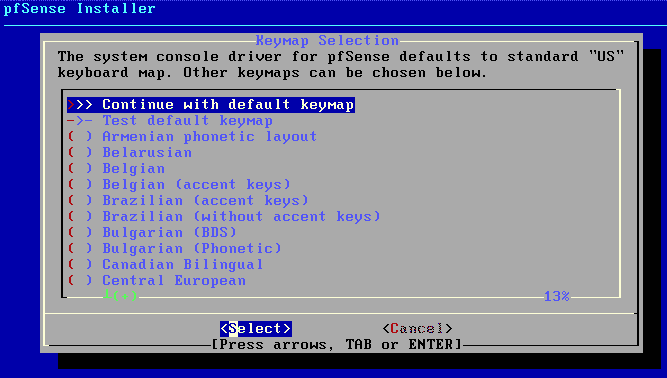 pfSense Installer
Keymap Selection
The system console driver for pfSense defaults to standard "US"
keyboard map. Other keymaps can be chosen below.
>>> Continue with default keymap
->- Test default keymap
( ) Armenian phonetic layout
( ) Belarusian
( ) Belgian
( ) Belgian (accent keys)
( ) Brazilian (accent keys)
( ) Brazilian (without accent keys)
( ) Bulgarian (BDS)
( ) Bulgarian (Phonetic)
( ) Canadian Bilingual
( ) Central European
(+) 13%
<Select> <Cancel>
[Press arrows, TAB or ENTER]